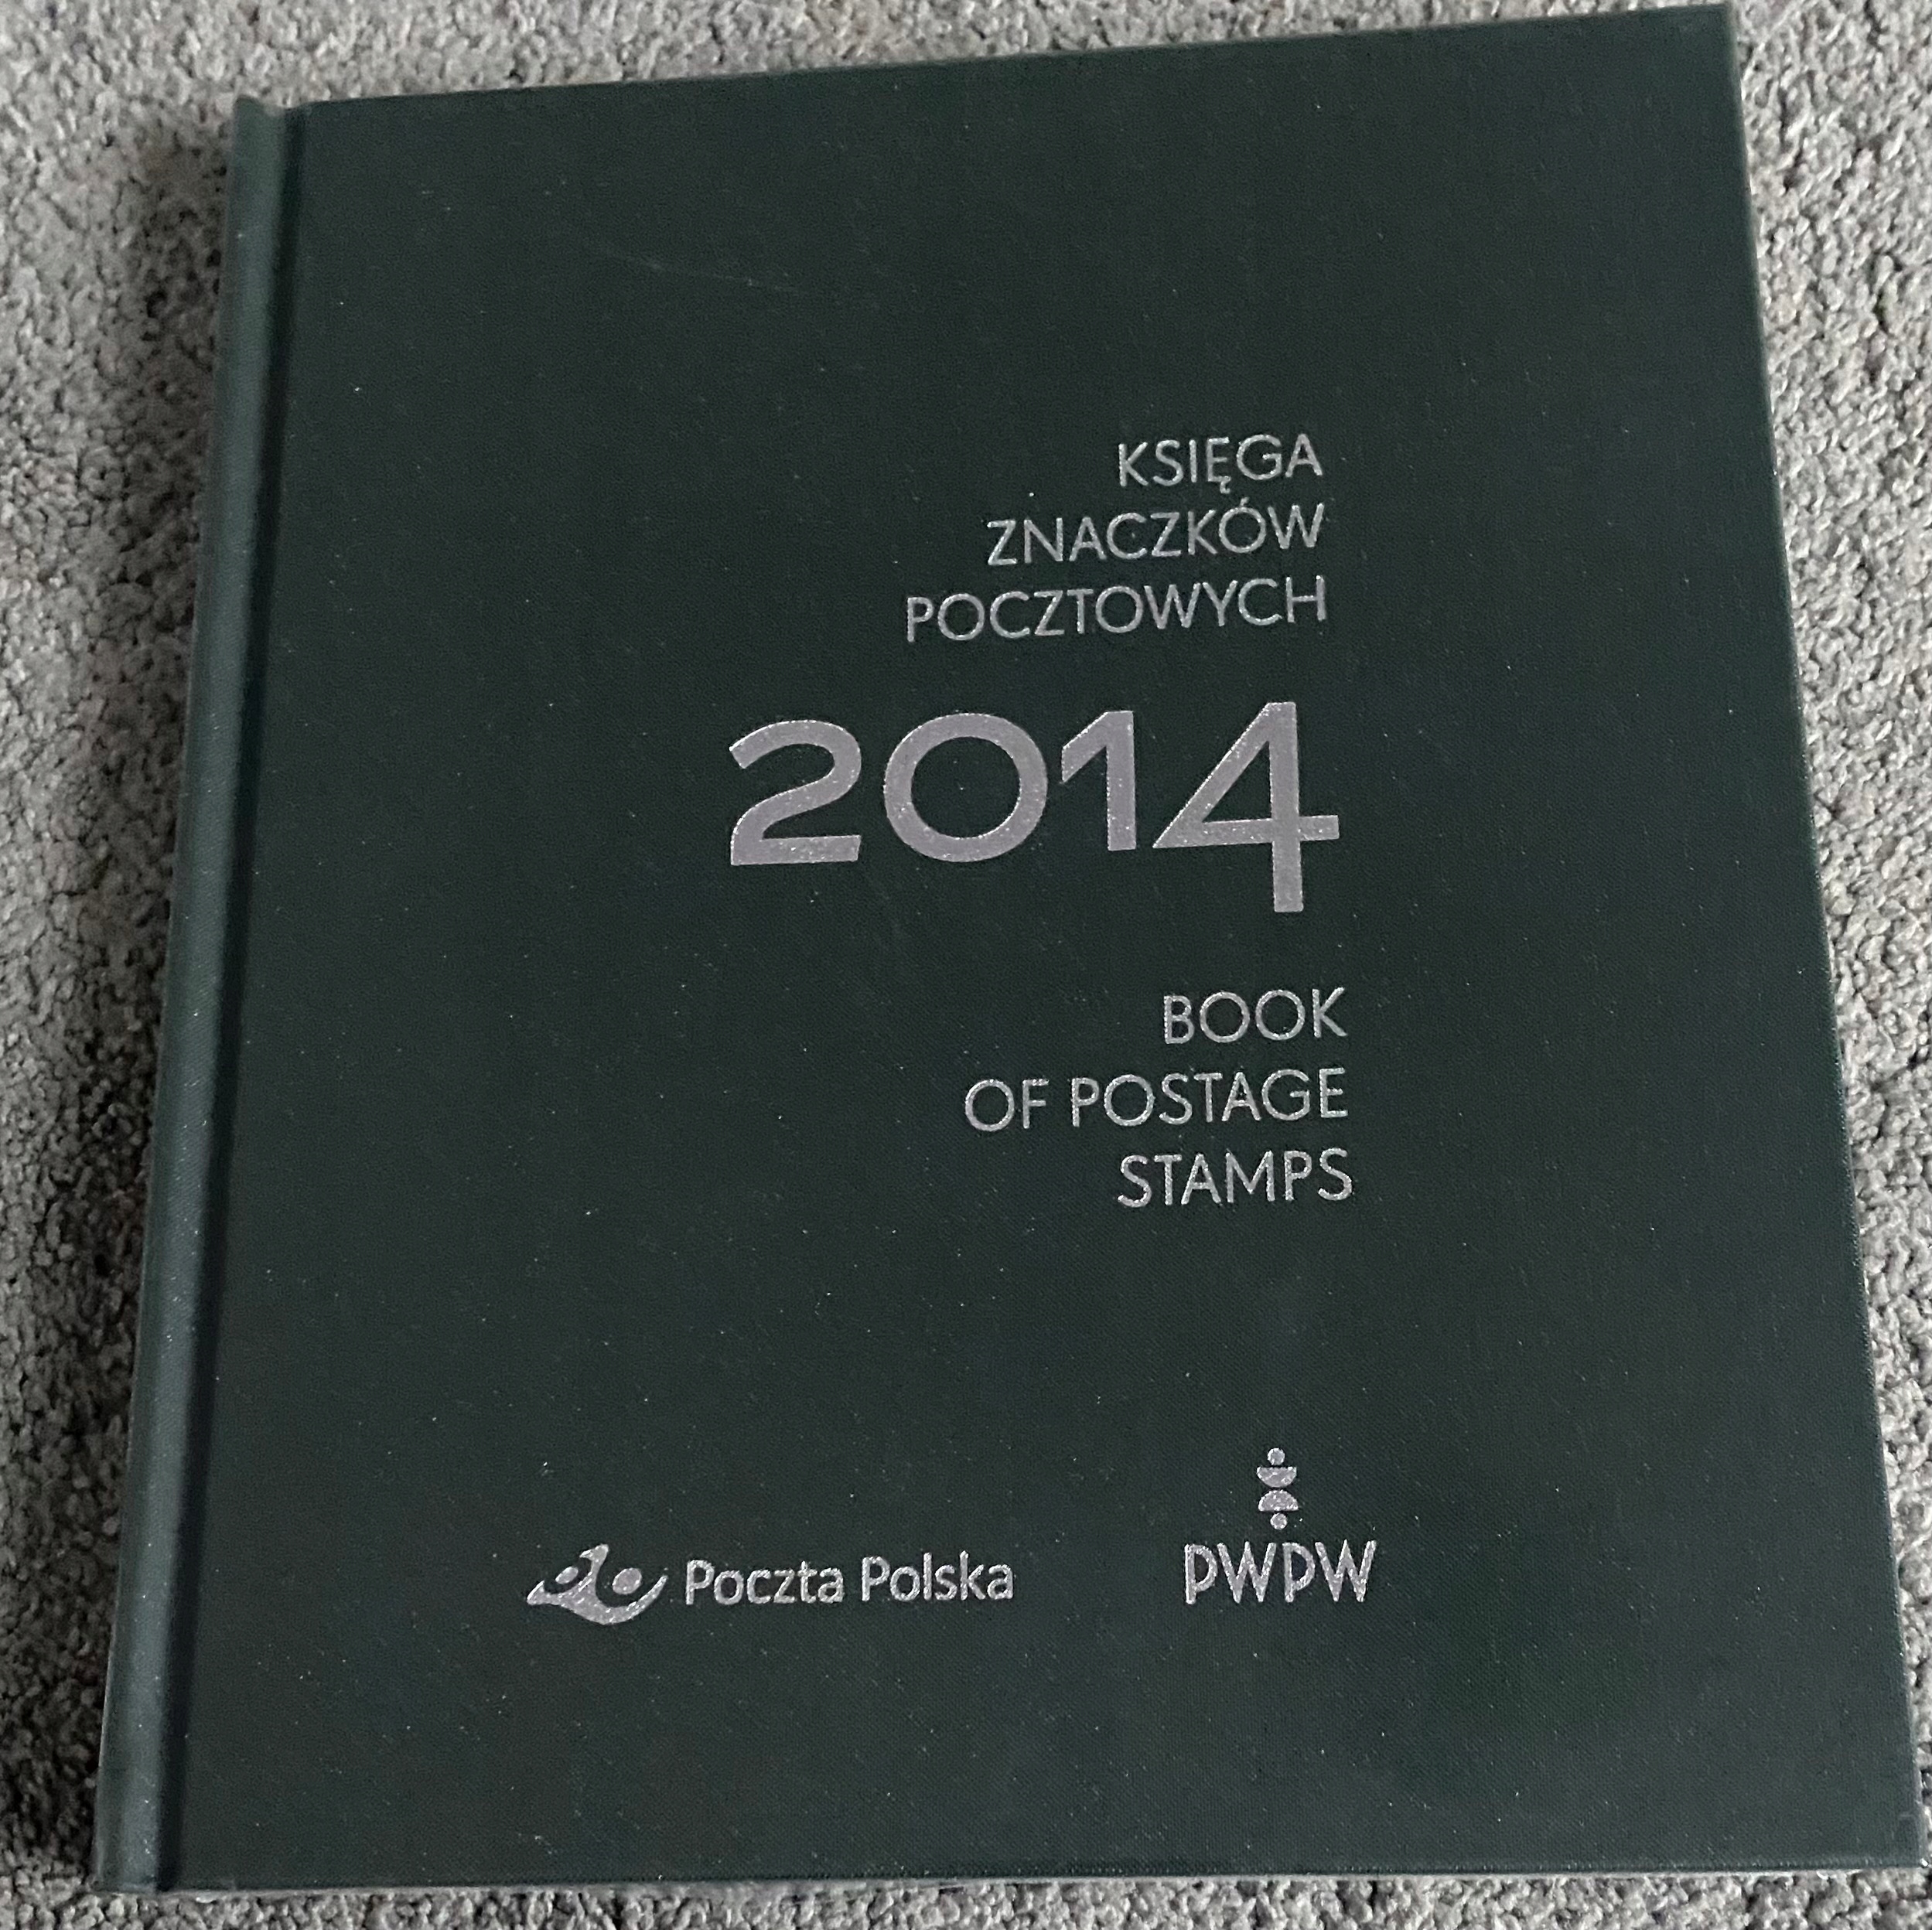 KSIĘGA
ZNACZKÓW
POCZTOWYCH
2014
BOOK
OF POSTAGE
STAMPS
Poczta Polska
PWPW